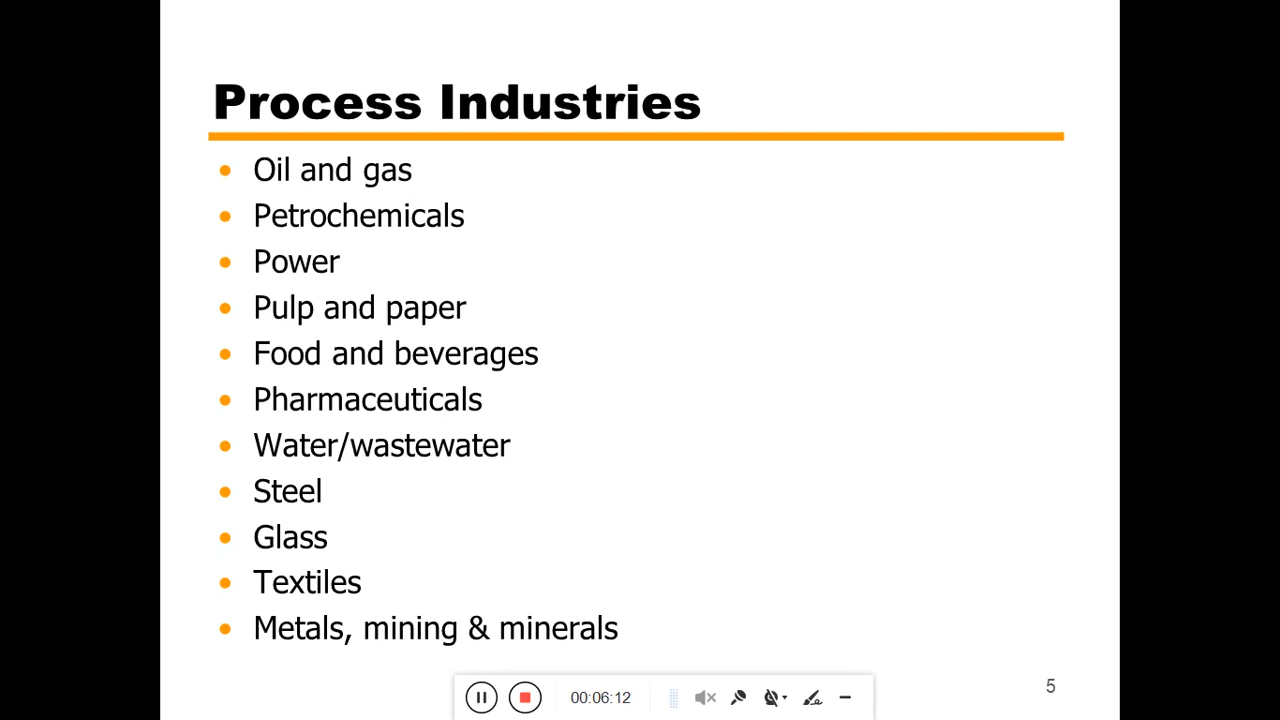 Process Industries
Oil and gas
Petrochemicals
Power
Pulp and paper
Food and beverages
Pharmaceuticals
Water/wastewater
Steel
Glass
Textiles
Metals, mining & minerals
5
00:06:12